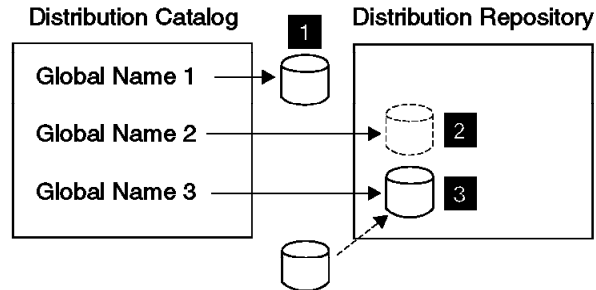 Distribution Catalog
Distribution Repository
1
Global Name 1
Global Name 2
2
Global Name 3
3